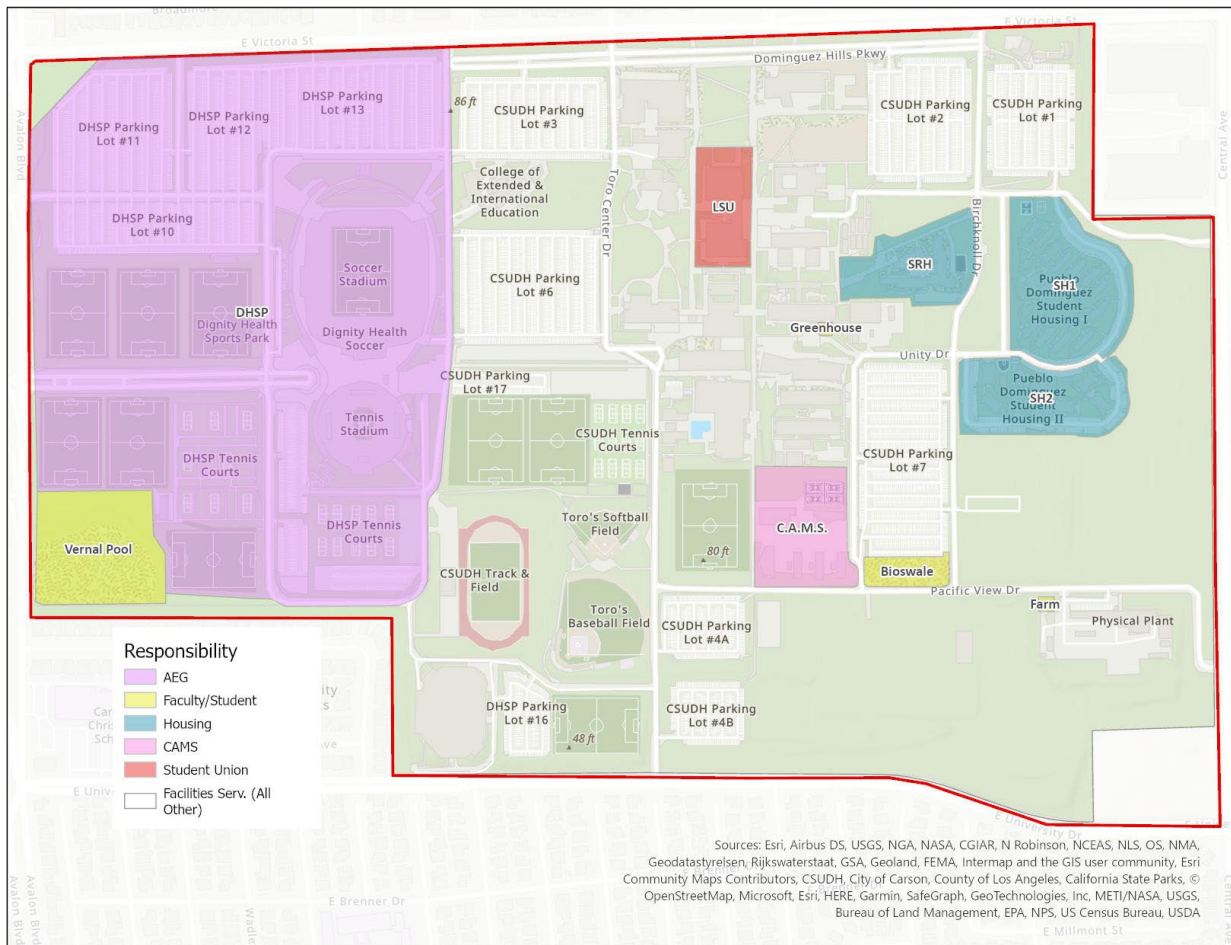 Broadmore
E Victoria St
E Victoria St
Dominguez Hills Pkwy
DHSP Parking
Lot #13
DHSP Parking
Lot #12
DHSP Parking
Lot #11
86 ft
CSUDH Parking
Lot #3
CSUDH Parking
Lot #2
CSUDH Parking
Lot #1
Avalon Blvd
Central Ave
College of
Extended &
International
Education
Toro Center Dr
LSU
Birchknoll Dr
DHSP Parking
Lot #10
Soccer
Stadium
CSUDH Parking
Lot #6
SRH
SH1
Pueblo
Dominguez
Student
Housing I
DHSP
Dignity Health
Sports Park
Dignity Health
Soccer
Greenhouse
Unity Dr
CSUDH Parking
Lot #17
Pueblo
Dominguez
Student
Housing II
SH2
Tennis
Stadium
CSUDH Tennis
Courts
DHSP Tennis
Courts
CSUDH Parking
Lot #7
DHSP Tennis
Courts
Toro's Softball
Field
C.A.M.S.
Vernal Pool
80 ft
CSUDH Track &
Field
Bioswale
Pacific View Dr
Farm
Toro's
Baseball Field
CSUDH Parking
Lot #4A
Physical Plant
DHSP Parking
Lot #16
48 ft
CSUDH Parking
Lot #4B
Responsibility
AEG
Faculty/Student
Housing
CAMS
Student Union
Facilities Serv. (All
Other)
E University Dr
E Brenner Dr
E Millmont St
Avalon Blvd
Avalon Blvd
Sources: Esri, Airbus DS, USGS, NGA, NASA, CGIAR, N Robinson, NCEAS, NLS, OS, NMA,
Geodatastyrelsen, Rijkswaterstaat, GSA, Geoland, FEMA, Intermap and the GIS user community, Esri
Community Maps Contributors, CSUDH, City of Carson, County of Los Angeles, California State Parks, ©
OpenStreetMap, Microsoft, Esri, HERE, Garmin, SafeGraph, GeoTechnologies, Inc, METI/NASA, USGS,
Bureau of Land Management, EPA, NPS, US Census Bureau, USDA